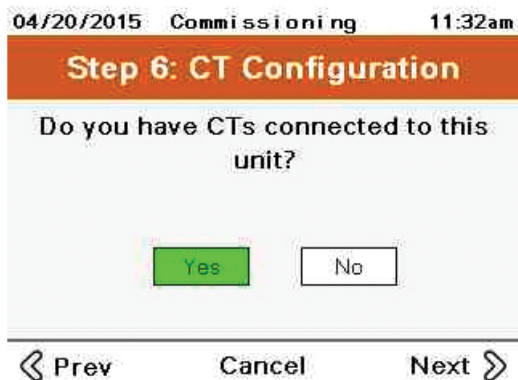 04/20/2015 Commissioning 11:32am
Step 6: CT Configuration
Do you have CTs connected to this
unit?
Yes No
Prev Cancel Next